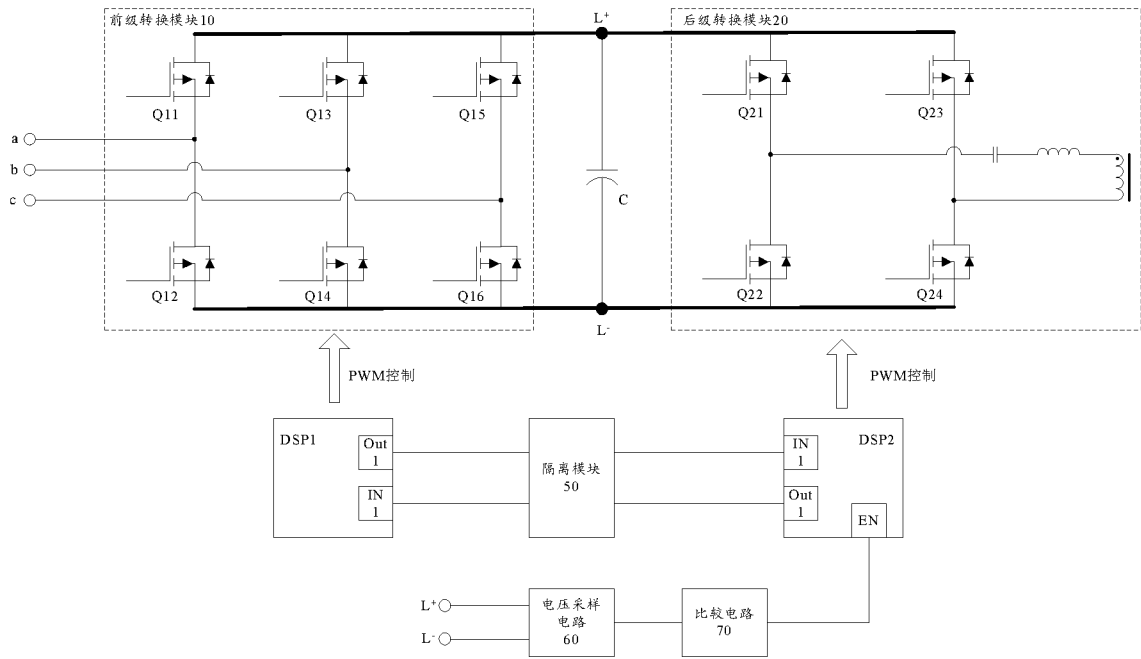 前级转换模块10
L+
后级转换模块20
Q11
Q13
Q15
Q21
Q23
a
b
c
C
Q12
Q14
Q16
Q22
Q24
L-
PWM控制
PWM控制
DSP1
Out
1
IN
1
隔离模块
50
IN
1
DSP2
Out
1
EN
L+
L-
电压采样
电路
60
比较电路
70